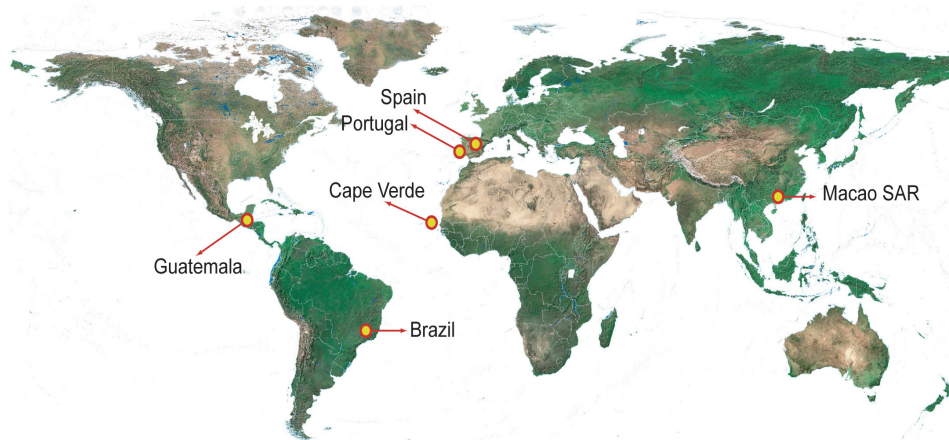 Spain
Portugal
Cape Verde
Macao SAR
Guatemala
Brazil